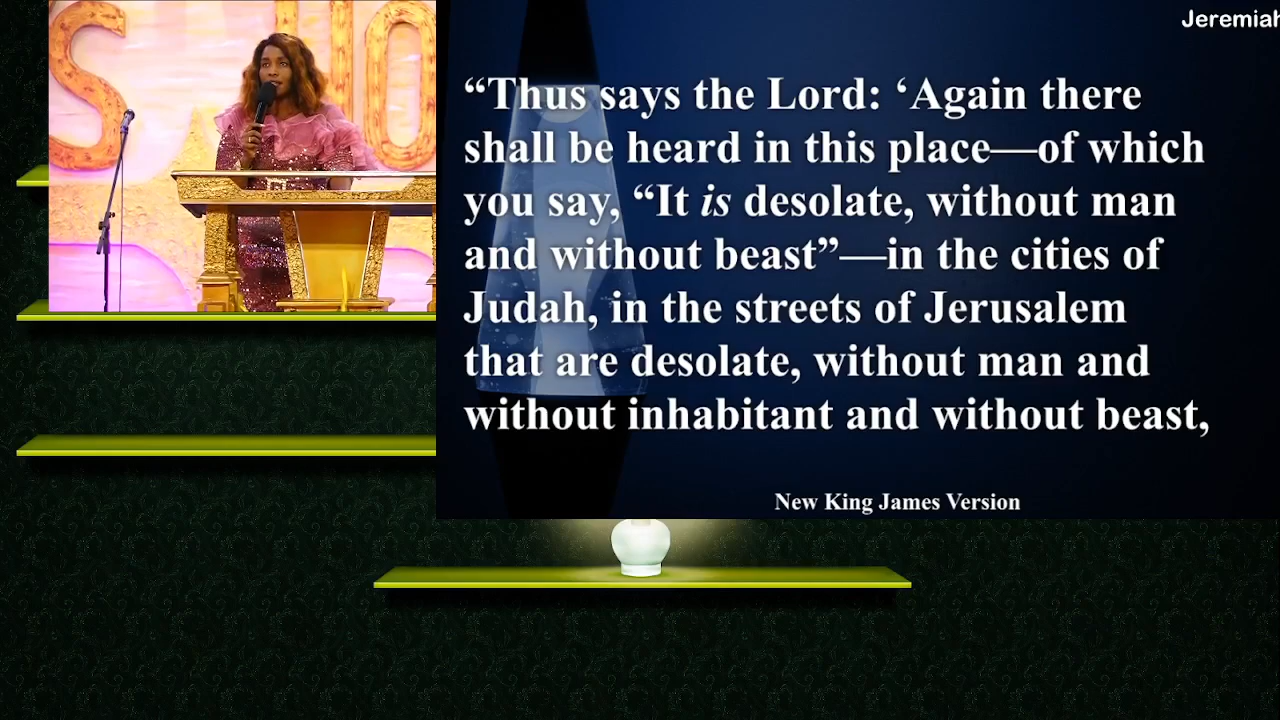 Jeremiah
“Thus says the Lord: ‘Again there
shall be heard in this place—of which
you say, “It is desolate, without man
and without beast”—in the cities of
Judah, in the streets of Jerusalem
that are desolate, without man and
without inhabitant and without beast,
New King James Version